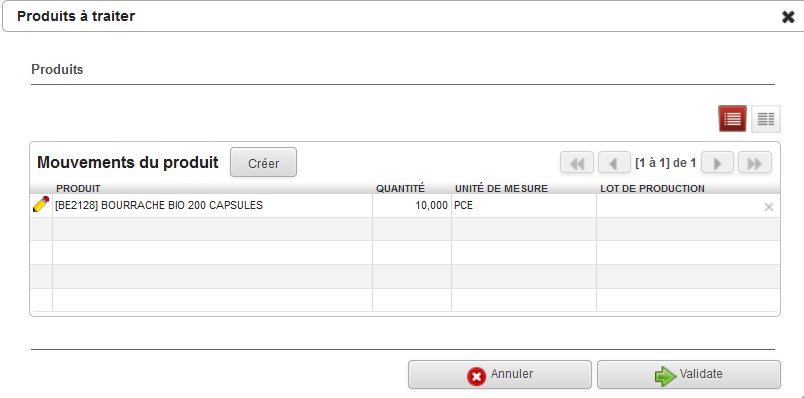 Produits à traiter
Produits
Mouvements du produit Créer [1 à 1] de 1
PRODUIT QUANTITÉ UNITÉ DE MESURE LOT DE PRODUCTION
[BE2128] BOURRACHE BIO 200 CAPSULES 10,000 PCE
Annuler Validate